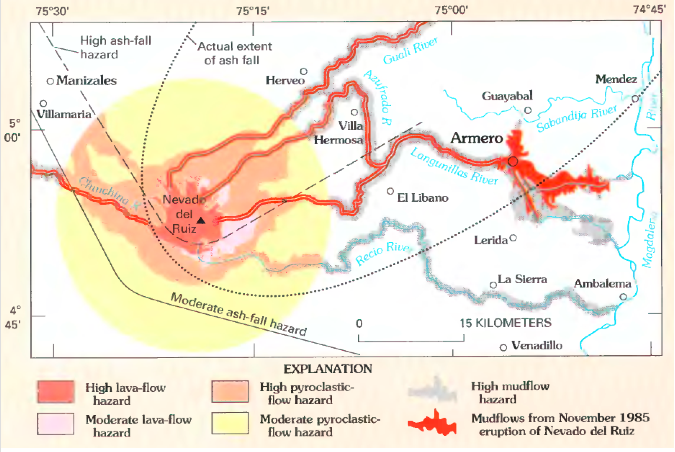 75°30'
75°15'
75°00'
74°45'
High ash-fall
hazard
Actual extent
of ash fall
Guali River
Manizales
Herveo
Azufrado R
Mendez
Villamaria
Guayabal
River
5°
00'
Villa
Hermosa
Armero
Sabandija River
Lagunillas River
Chinchina R
Nevado
del
Ruiz
El Libano
Lerida
Recio River
Magdalena
La Sierra
Ambalema
Moderate ash-fall hazard
4°
45'
0 15 KILOMETERS
Venadillo
EXPLANATION
High lava-flow
hazard
High pyroclastic-
flow hazard
High mudflow
hazard
Moderate lava-flow
hazard
Moderate pyroclastic-
flow hazard
Mudflows from November 1985
eruption of Nevado del Ruiz